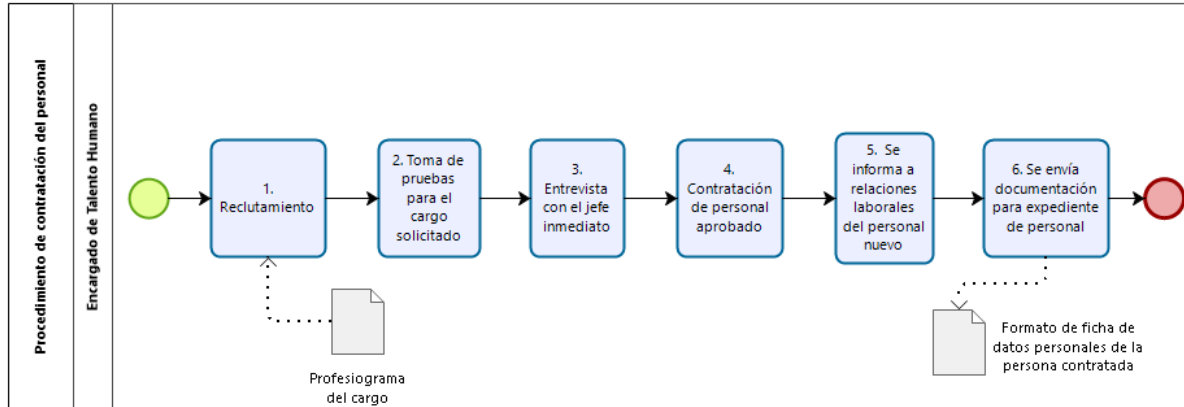 Procedimiento de contratación del personal
Encargado de Talento Humano
1.
Reclutamiento
2. Toma de
pruebas
para el
cargo
solicitado
3.
Entrevista
con el jefe
inmediato
4.
Contratación
de personal
aprobado
5. Se
informa a
relaciones
laborales
del personal
nuevo
6. Se envía
documentación
para expediente
de personal
Profesiograma
del cargo
Formato de ficha de
datos personales de la
persona contratada